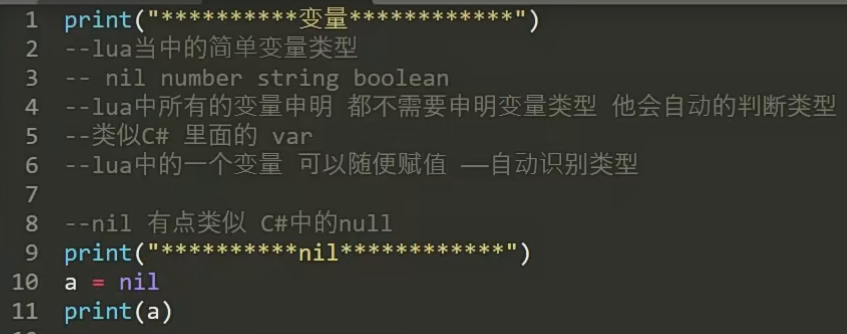 1 print("**********变量************")
2 --lua当中的简单变量类型
3 -- nil number string boolean
4 --lua中所有的变量申明 都不需要申明变量类型 他会自动的判断类型
5 --类似C# 里面的 var
6 --lua中的一个变量 可以随便赋值 ——自动识别类型
7
8 --nil 有点类似 C#中的null
9 print("**********nil************")
10 a = nil
11 print(a)